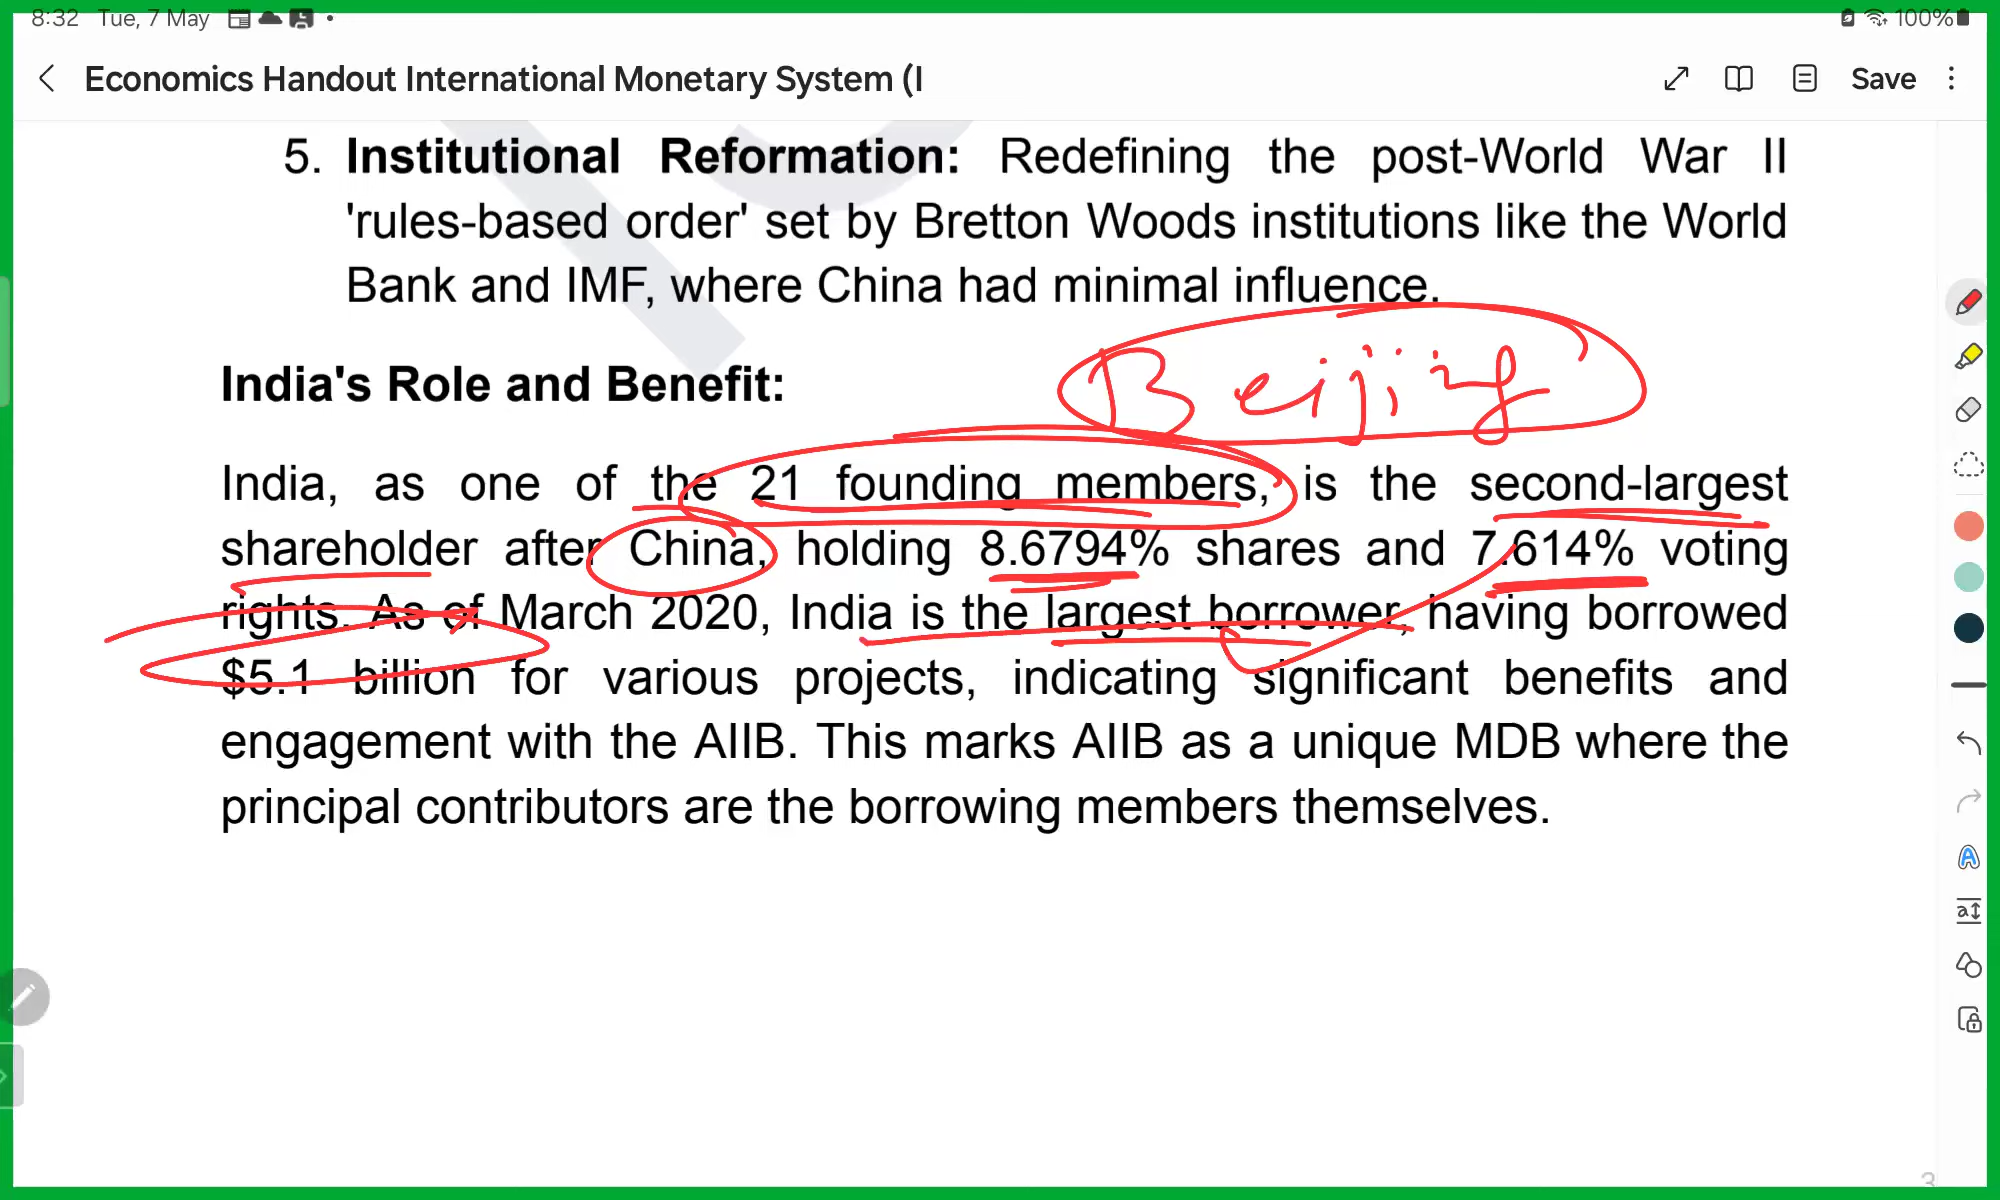 8:32 Tue, 7 May 100%
Economics Handout International Monetary System (I
Save
5. Institutional Reformation: Redefining the post-World War II
'rules-based order' set by Bretton Woods institutions like the World
Bank and IMF, where China had minimal influence.
Beijing
India's Role and Benefit:
India, as one of the 21 founding members, is the second-largest
shareholder after China, holding 8.6794% shares and 7.614% voting
rights. As of March 2020, India is the largest borrower, having borrowed
$5.1 billion for various projects, indicating significant benefits and
engagement with the AIIB. This marks AIIB as a unique MDB where the
principal contributors are the borrowing members themselves.